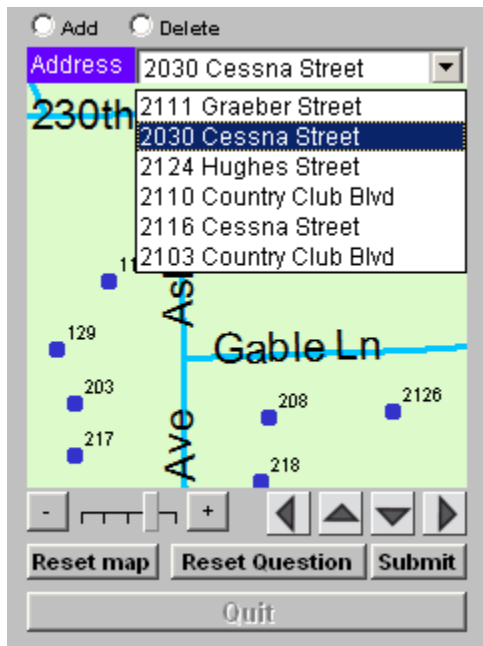 Add Delete
Address 2030 Cessna Street
230th
2111 Graeber Street
2030 Cessna Street
2124 Hughes Street
2110 Country Club Blvd
2116 Cessna Street
2103 Country Club Blvd
129
Gable Ln
203
208
2126
217
Ave
218
- +
Reset map Reset Question Submit
Quit